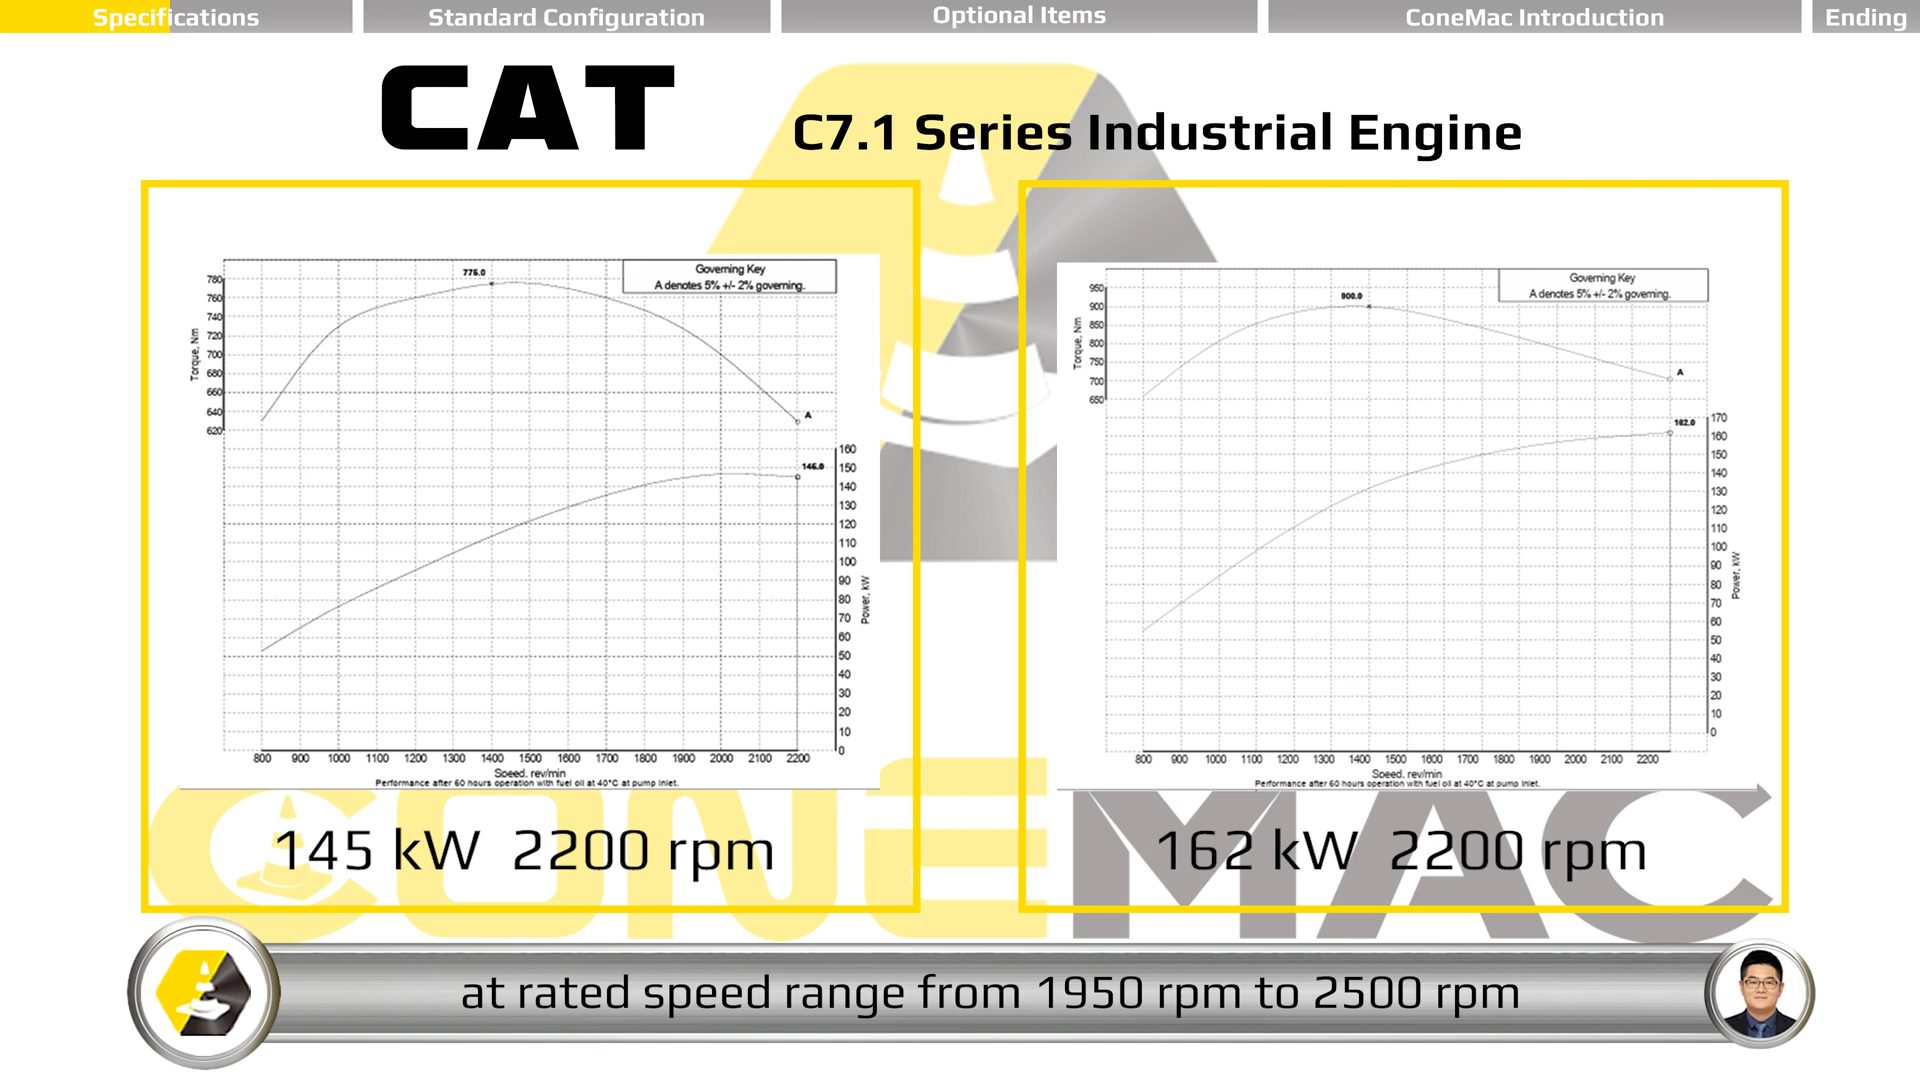 Specifications
Standard Configuration
Optional Items
ConeMac Introduction
Ending
CAT
C7.1 Series Industrial Engine
Governing Key
A denotes 5% +/- 2% governing.
775.0
780
760
740
720
700
680
660
640
620
Torque, Nm
A
145.0
160
150
140
130
120
110
100
90
80
70
60
50
40
30
20
10
0
Power, kW
800 900 1000 1100 1200 1300 1400 1500 1600 1700 1800 1900 2000 2100 2200
Speed, rev/min
Performance after 60 hours operation with fuel oil at 40°C at pump inlet.
145 kW 2200 rpm
Governing Key
A denotes 5% +/- 2% governing.
900.0
950
900
850
800
750
700
650
Torque, Nm
A
162.0
170
160
150
140
130
120
110
100
90
80
70
60
50
40
30
20
10
0
Power, kW
800 900 1000 1100 1200 1300 1400 1500 1600 1700 1800 1900 2000 2100 2200
Speed, rev/min
Performance after 60 hours operation with fuel oil at 40°C at pump inlet.
162 kW 2200 rpm
CONEMAC
at rated speed range from 1950 rpm to 2500 rpm